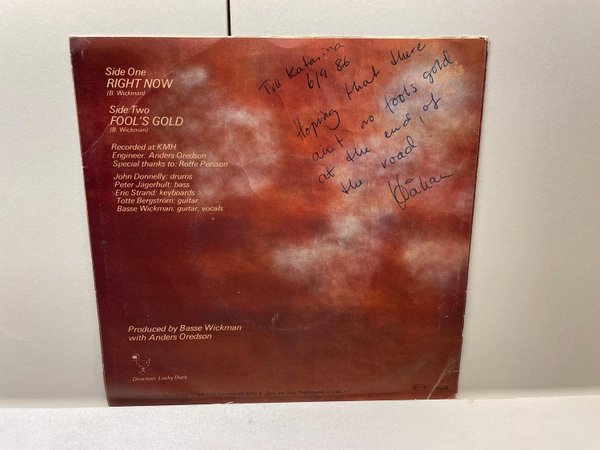 Side One
RIGHT NOW
(B. Wickman)
Side Two
FOOL'S GOLD
(B. Wickman)
Recorded at KMH
Engineer: Anders Oredson
Special thanks to: Roffe Persson
John Donnelly: drums
Peter Jägerhult: bass
Eric Strand: keyboards
Totte Bergström: guitar
Basse Wickman: guitar, vocals
Produced by Basse Wickman
with Anders Oredson
Direction: Lucky Duck
Till Katarina
6/9 86
Hoping that there
ain't no fools gold
at the end of
the road.